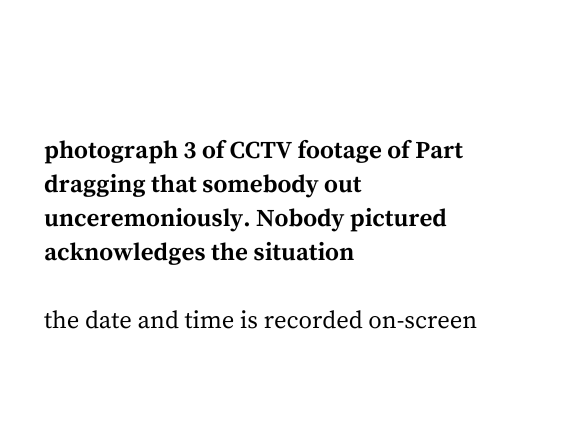 photograph 3 of CCTV footage of Part
dragging that somebody out
unceremoniously. Nobody pictured
acknowledges the situation
the date and time is recorded on-screen